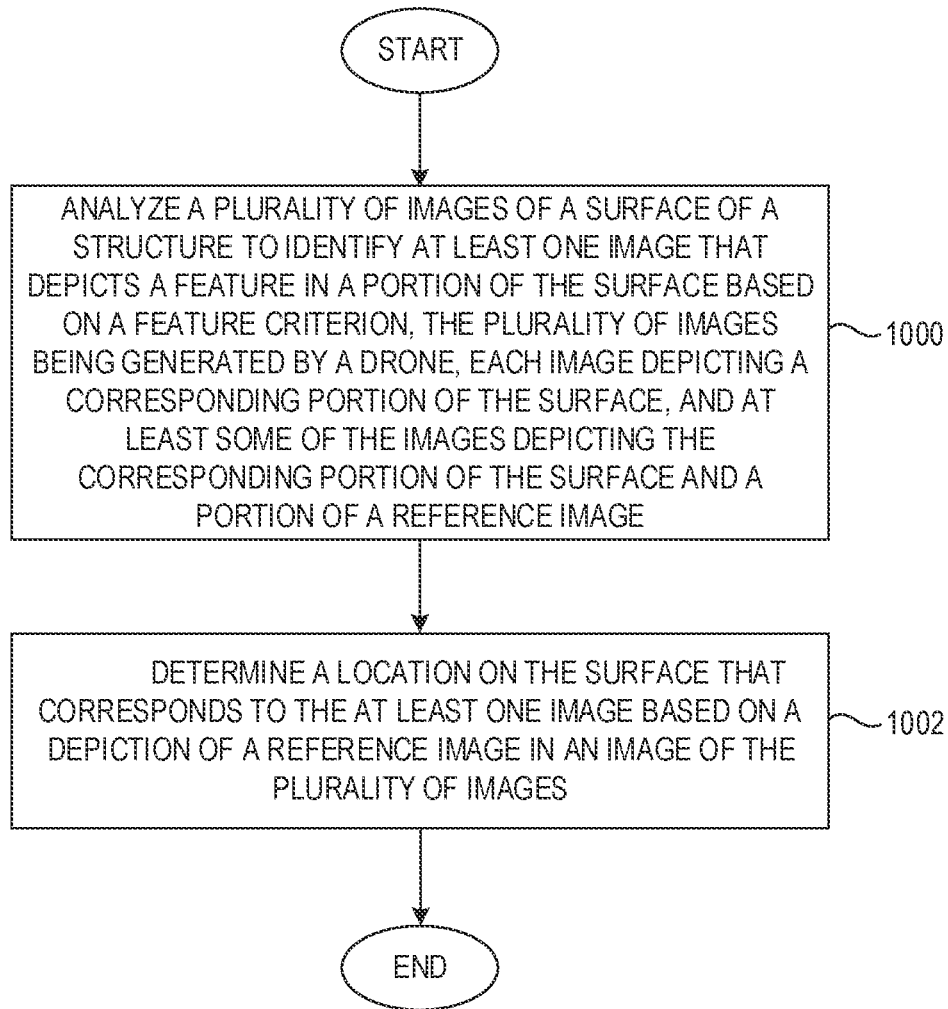 START
ANALYZE A PLURALITY OF IMAGES OF A SURFACE OF A
STRUCTURE TO IDENTIFY AT LEAST ONE IMAGE THAT
DEPICTS A FEATURE IN A PORTION OF THE SURFACE BASED
ON A FEATURE CRITERION, THE PLURALITY OF IMAGES
BEING GENERATED BY A DRONE, EACH IMAGE DEPICTING A
CORRESPONDING PORTION OF THE SURFACE, AND AT
LEAST SOME OF THE IMAGES DEPICTING THE
CORRESPONDING PORTION OF THE SURFACE AND A
PORTION OF A REFERENCE IMAGE
1000
DETERMINE A LOCATION ON THE SURFACE THAT
CORRESPONDS TO THE AT LEAST ONE IMAGE BASED ON A
DEPICTION OF A REFERENCE IMAGE IN AN IMAGE OF THE
PLURALITY OF IMAGES
1002
END